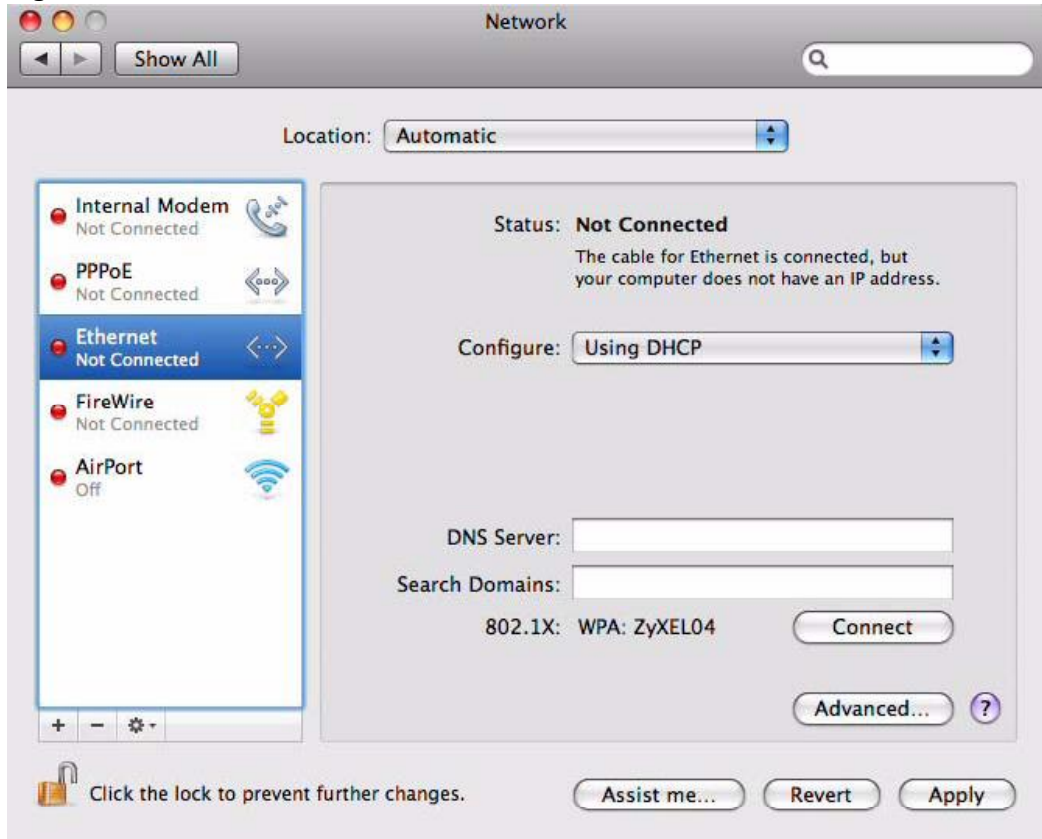 Network
Show All
Location: Automatic
Internal Modem
Not Connected
PPPoE
Not Connected
Ethernet
Not Connected
FireWire
Not Connected
AirPort
Off
Status: Not Connected
The cable for Ethernet is connected, but
your computer does not have an IP address.
Configure: Using DHCP
DNS Server:
Search Domains:
802.1X: WPA: ZyXEL04 Connect
Advanced... ?
+ −
Click the lock to prevent further changes.
Assist me... Revert Apply